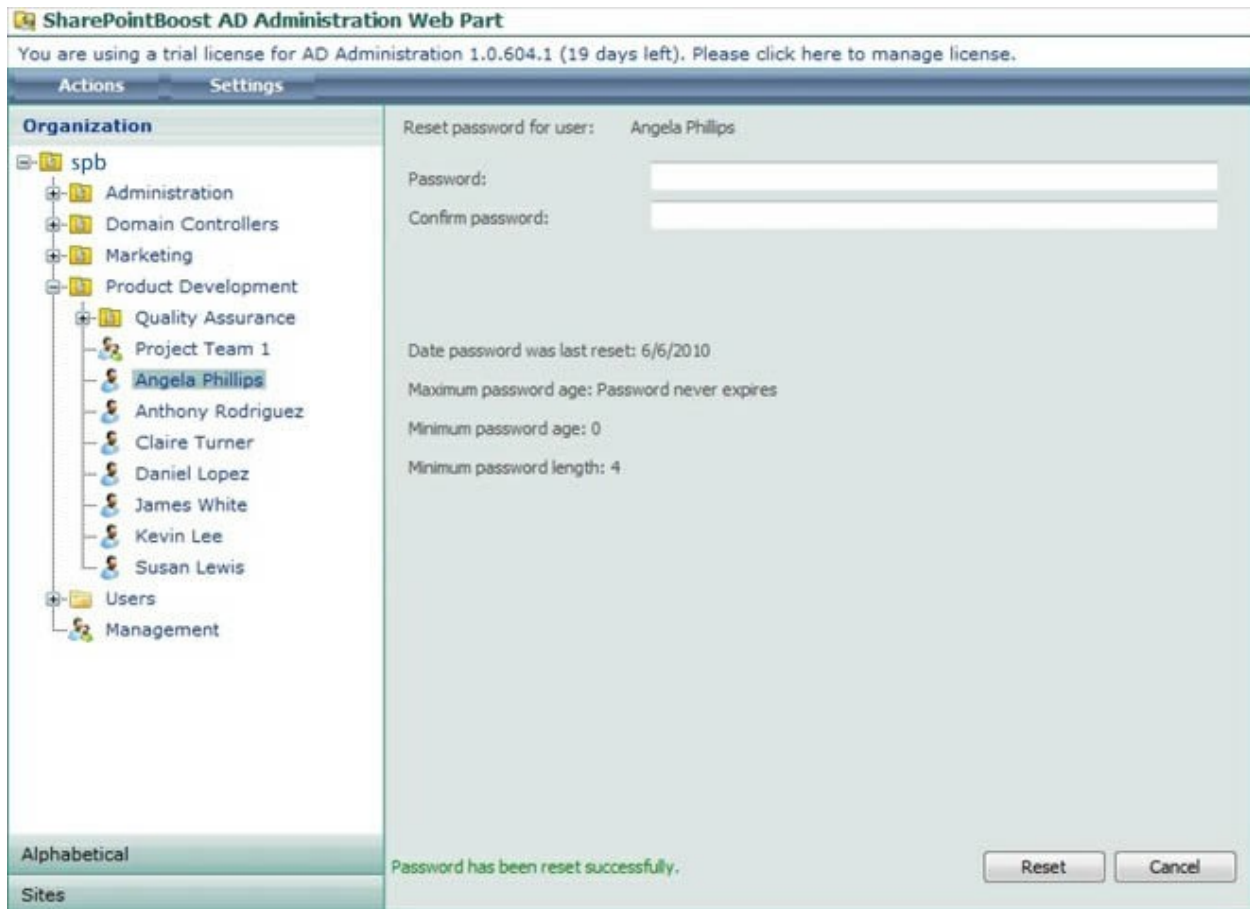 SharePointBoost AD Administration Web Part
You are using a trial license for AD Administration 1.0.604.1 (19 days left). Please click here to manage license.
Actions Settings
Organization
spb
Administration
Domain Controllers
Marketing
Product Development
Quality Assurance
Project Team 1
Angela Phillips
Anthony Rodriguez
Claire Turner
Daniel Lopez
James White
Kevin Lee
Susan Lewis
Users
Management
Alphabetical
Sites
Reset password for user: Angela Phillips
Password:
Confirm password:
Date password was last reset: 6/6/2010
Maximum password age: Password never expires
Minimum password age: 0
Minimum password length: 4
Password has been reset successfully.
Reset Cancel